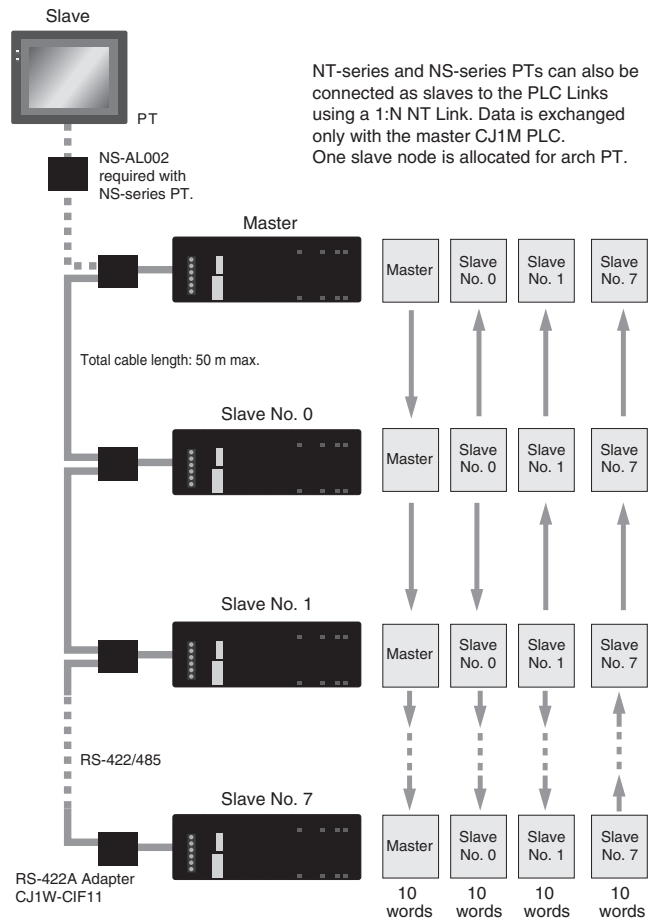 Slave
PT
NT-series and NS-series PTs can also be
connected as slaves to the PLC Links
using a 1:N NT Link. Data is exchanged
only with the master CJ1M PLC.
One slave node is allocated for arch PT.
NS-AL002
required with
NS-series PT.
Master
Master
Slave
No. 0
Slave
No. 1
Slave
No. 7
Total cable length: 50 m max.
Slave No. 0
Master
Slave
No. 0
Slave
No. 1
Slave
No. 7
Slave No. 1
Master
Slave
No. 0
Slave
No. 1
Slave
No. 7
RS-422/485
Slave No. 7
Master
Slave
No. 0
Slave
No. 1
Slave
No. 7
RS-422A Adapter
CJ1W-CIF11
10
words
10
words
10
words
10
words